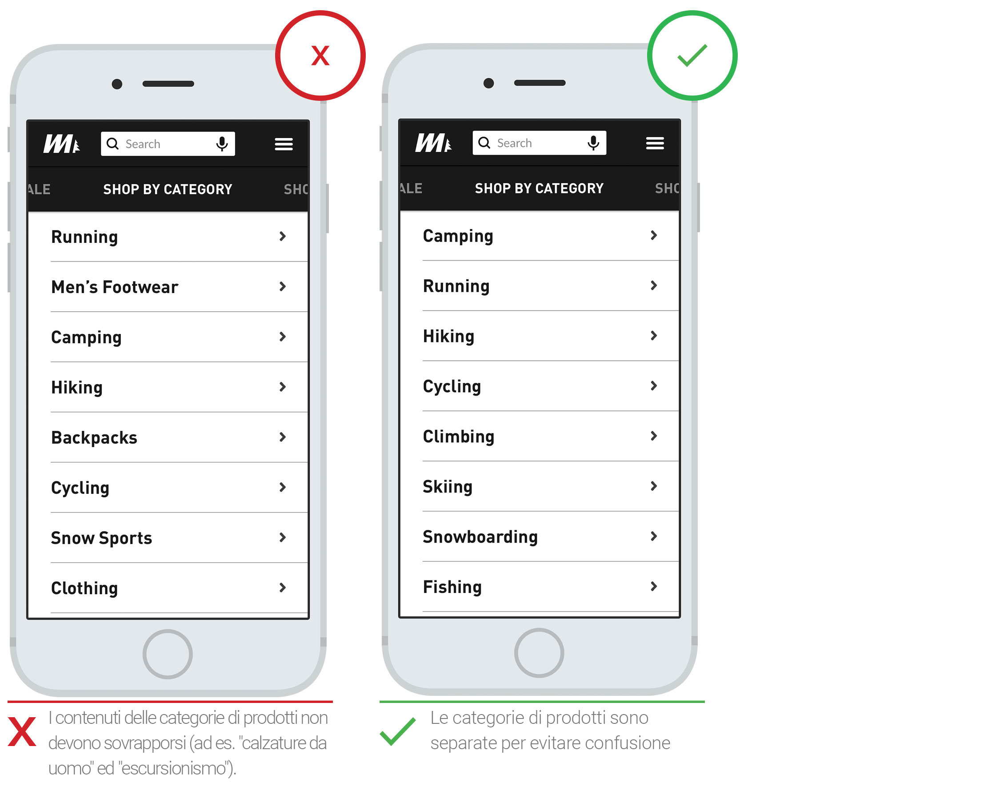 X
Search
ALE SHOP BY CATEGORY SHO
Running
Men's Footwear
Camping
Hiking
Backpacks
Cycling
Snow Sports
Clothing
X I contenuti delle categorie di prodotti non
devono sovrapporsi (ad es. "calzature da
uomo" ed "escursionismo").
Search
ALE SHOP BY CATEGORY SHO
Camping
Running
Hiking
Cycling
Climbing
Skiing
Snowboarding
Fishing
Le categorie di prodotti sono
separate per evitare confusione